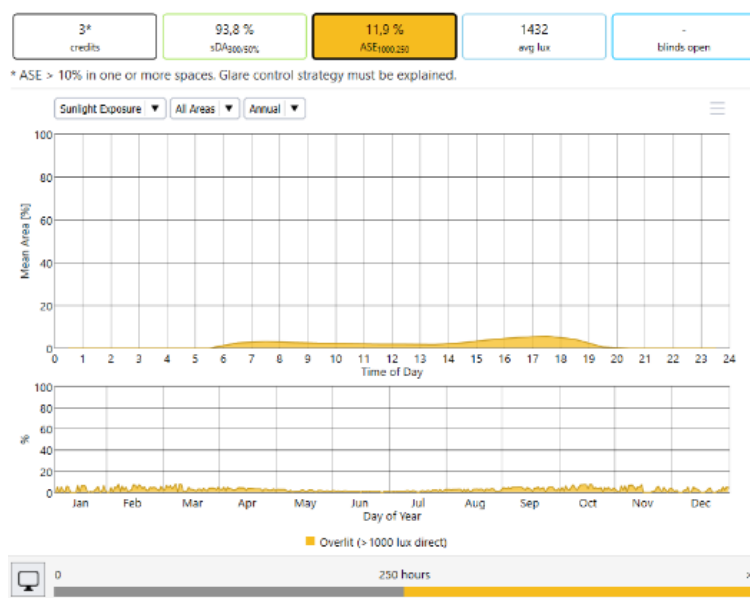 3* 93,8 % 11,9 % 1432 -
credits sDA300/50% ASE1000,250 avg lux blinds open
* ASE > 10% in one or more spaces. Glare control strategy must be explained.
Sunlight Exposure ▼ All Areas ▼ Annual ▼
100
80
60
40
20
0
Mean Area [%]
0 1 2 3 4 5 6 7 8 9 10 11 12 13 14 15 16 17 18 19 20 21 22 23 24
Time of Day
100
80
60
40
20
0
%
Jan Feb Mar Apr May Jun Jul Aug Sep Oct Nov Dec
Day of Year
Overlit (>1000 lux direct)
0 250 hours